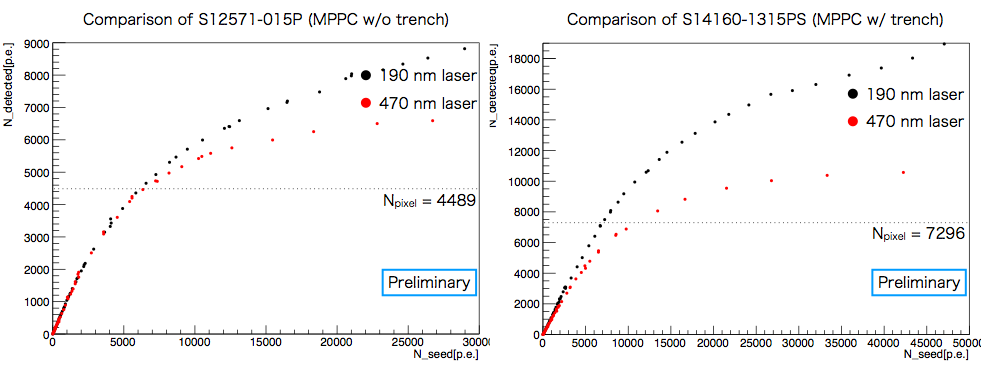 Comparison of S12571-015P (MPPC w/o trench)
N_detected[p.e.]
9000
8000
7000
6000
5000
4000
3000
2000
1000
0
190 nm laser
470 nm laser
Npixel = 4489
Preliminary
0 5000 10000 15000 20000 25000 30000
N_seed[p.e.]
Comparison of S14160-1315PS (MPPC w/ trench)
N_detected[p.e.]
18000
16000
14000
12000
10000
8000
6000
4000
2000
0
190 nm laser
470 nm laser
Npixel = 7296
Preliminary
0 5000 10000 15000 20000 25000 30000 35000 40000 45000 50000
N_seed[p.e.]